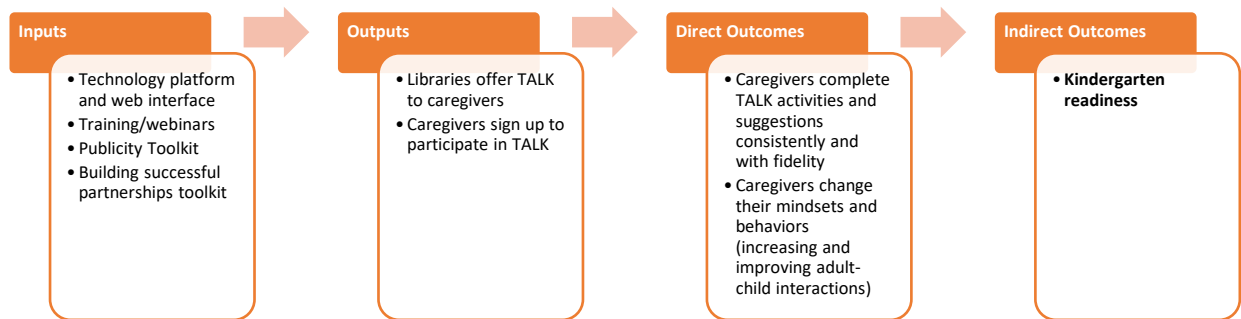 Inputs
• Technology platform
and web interface
• Training/webinars
• Publicity Toolkit
• Building successful
partnerships toolkit
Outputs
• Libraries offer TALK
to caregivers
• Caregivers sign up to
participate in TALK
Direct Outcomes
• Caregivers complete
TALK activities and
suggestions
consistently and
with fidelity
• Caregivers change
their mindsets and
behaviors
(increasing and
improving adult-
child interactions)
Indirect Outcomes
• Kindergarten
readiness